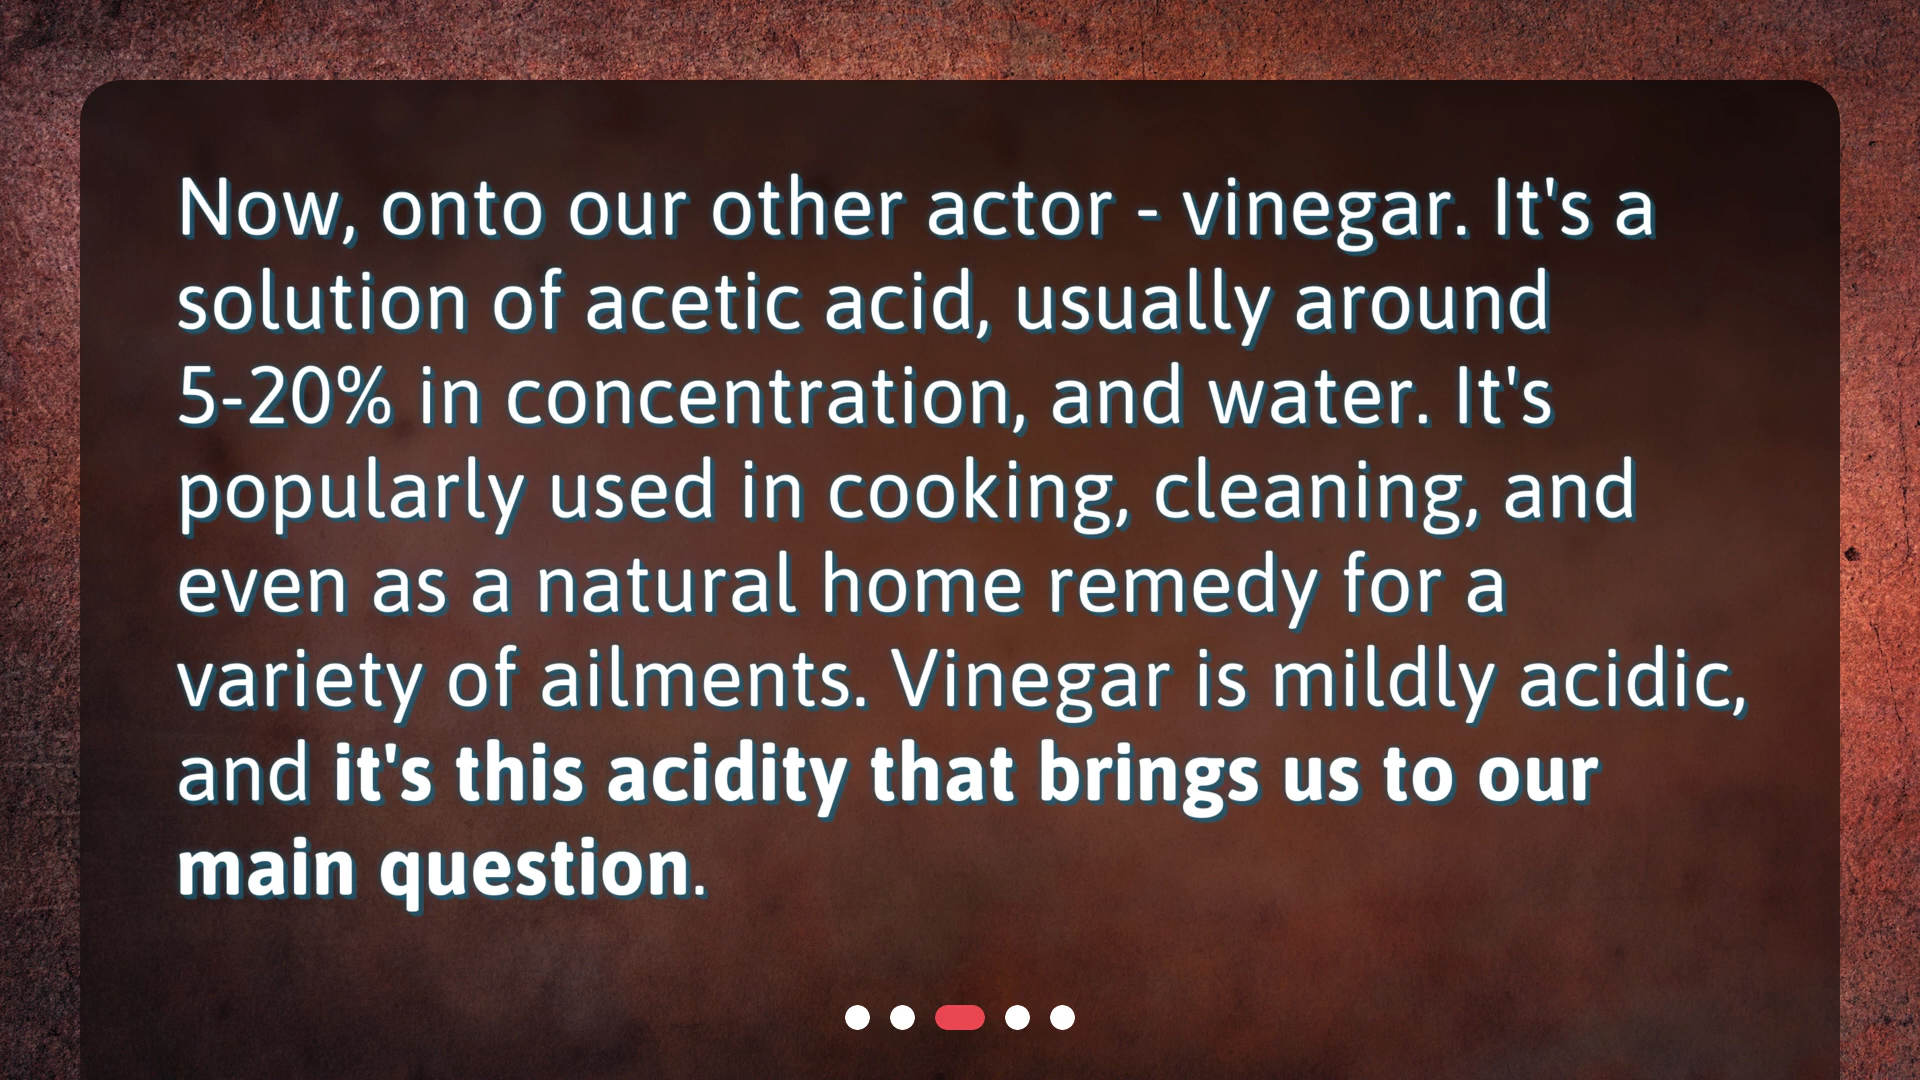 Now, onto our other actor - vinegar. It's a
solution of acetic acid, usually around
5-20% in concentration, and water. It's
popularly used in cooking, cleaning, and
even as a natural home remedy for a
variety of ailments. Vinegar is mildly acidic,
and it's this acidity that brings us to our
main question.